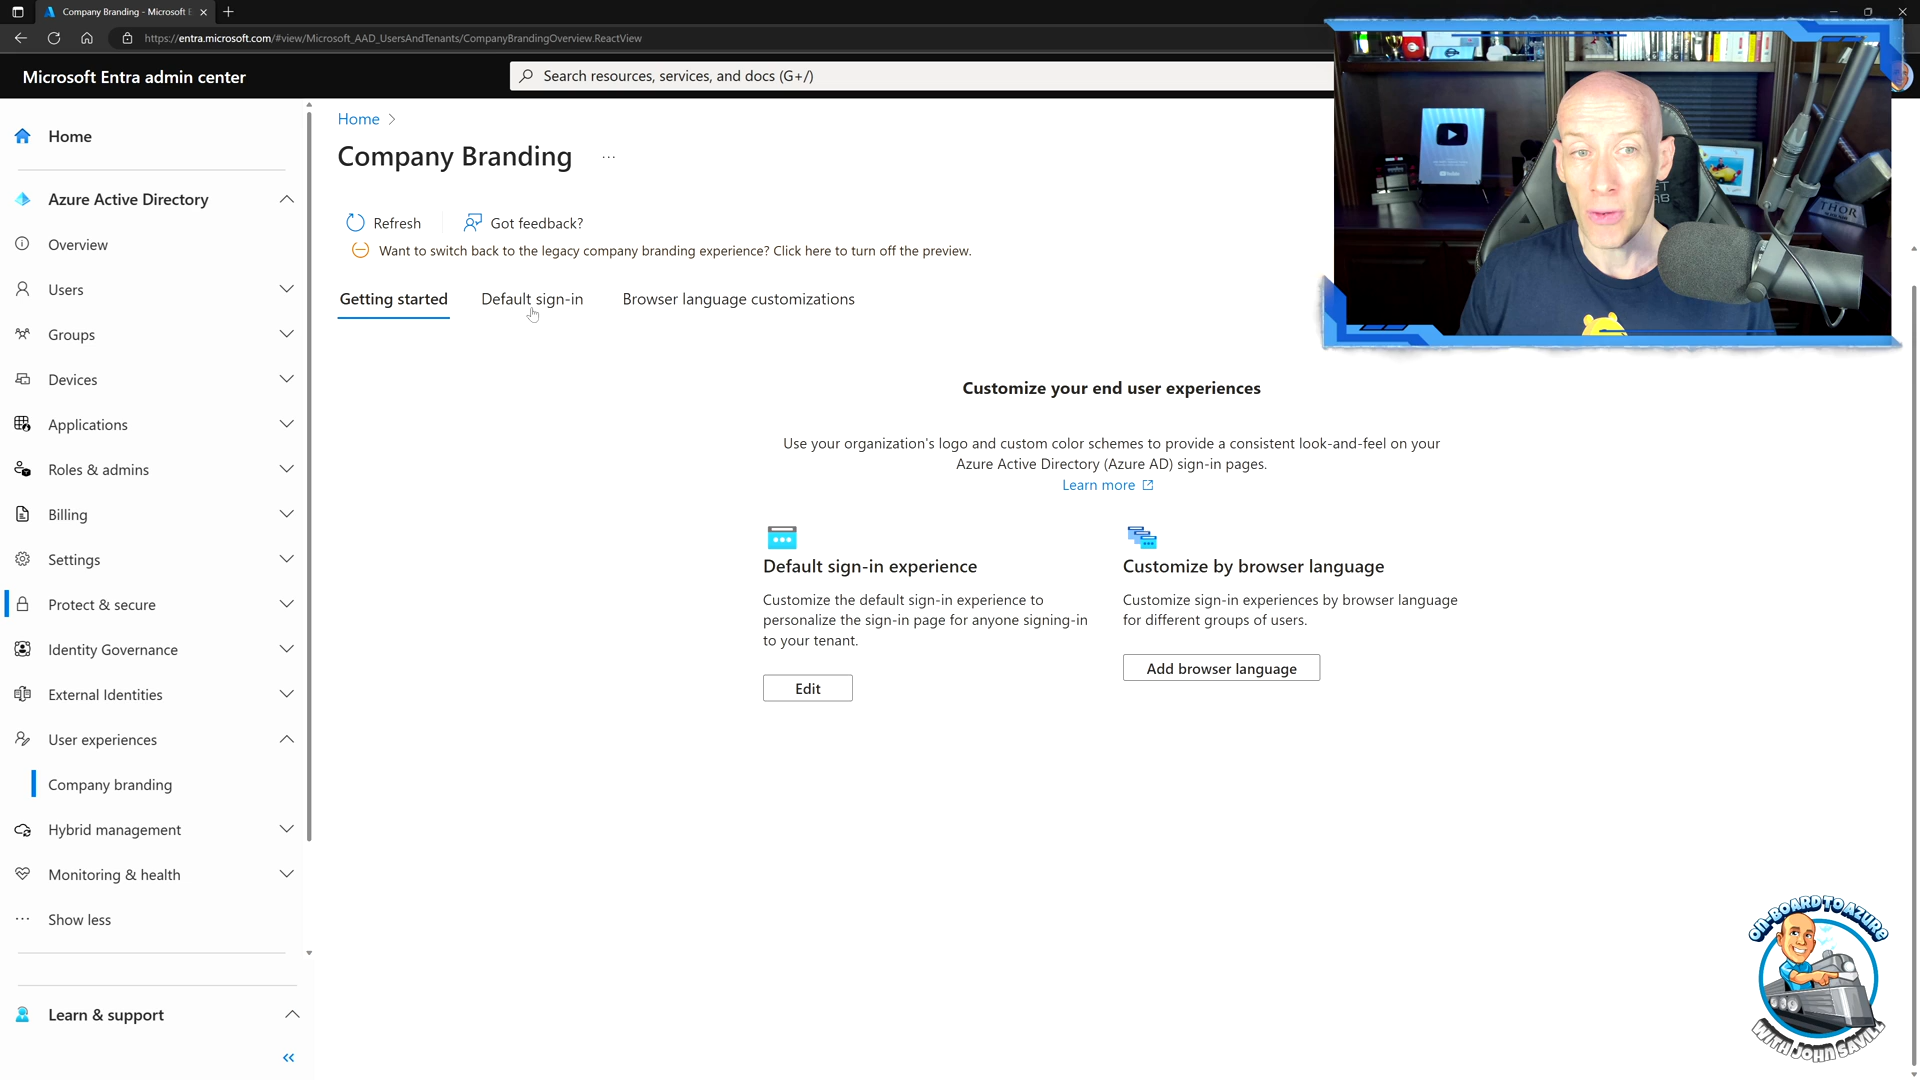 Company Branding - Microsoft E
https://entra.microsoft.com/#view/Microsoft_AAD_UsersAndTenants/CompanyBrandingOverview.ReactView
Microsoft Entra admin center
Search resources, services, and docs (G+/)
Home
Azure Active Directory
Overview
Users
Groups
Devices
Applications
Roles & admins
Billing
Settings
Protect & secure
Identity Governance
External Identities
User experiences
Company branding
Hybrid management
Monitoring & health
Show less
Learn & support
Home
Company Branding
Refresh
Got feedback?
Want to switch back to the legacy company branding experience? Click here to turn off the preview.
Getting started
Default sign-in
Browser language customizations
Customize your end user experiences
Use your organization's logo and custom color schemes to provide a consistent look-and-feel on your
Azure Active Directory (Azure AD) sign-in pages.
Learn more
Default sign-in experience
Customize the default sign-in experience to
personalize the sign-in page for anyone signing-in
to your tenant.
Edit
Customize by browser language
Customize sign-in experiences by browser language
for different groups of users.
Add browser language
THOR
ON-BOARD TO AZURE
WITH JOHN SAVILL